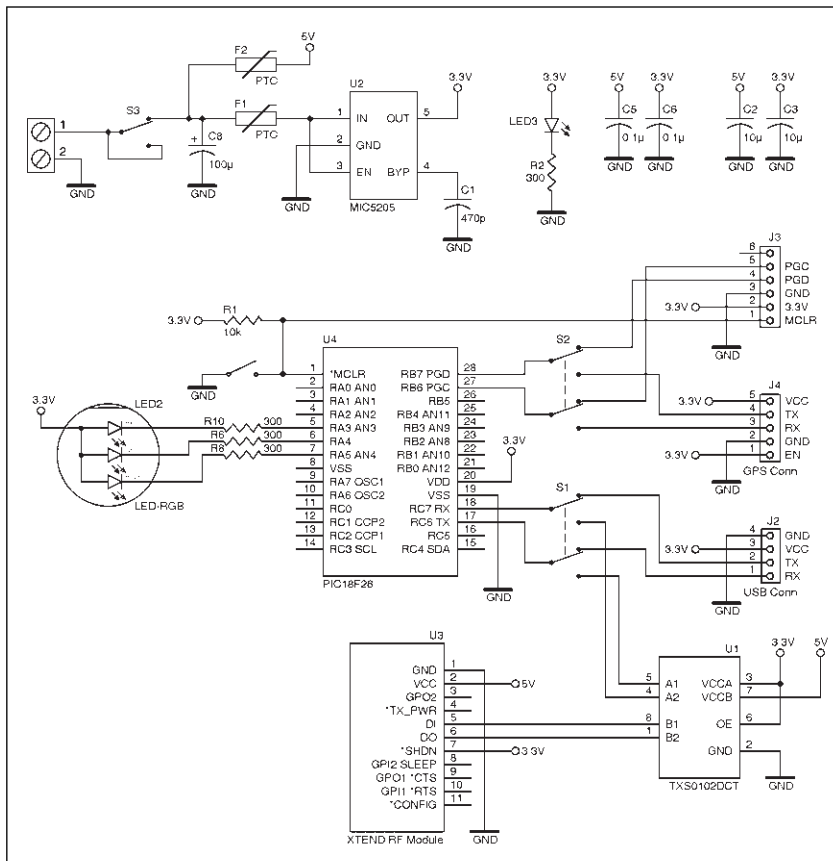 5V
F2
PTC
U2
3.3V
3.3V
5V
3.3V
5V
3.3V
S3
F1
PTC
1
2
1 IN OUT 5
2 GND
3 EN BYP 4
MIC5205
+
C8
100µ
C1
470p
LED3
R2
300
C5
0.1µ
C6
0.1µ
C2
10µ
C3
10µ
GND
GND
GND
GND
GND
GND
GND
GND
GND
J3
6
5 PGC
4 PGD
3 GND
3.3V 2 3.3V
1 MCLR
GND
3.3V
R1
10k
GND
U4
1 *MCLR RB7 PGD 28
2 RA0 AN0 RB6 PGC 27
3 RA1 AN1 RB5 26
4 RA2 AN2 RB4 AN11 25
5 RA3 AN3 RB3 AN9 24
6 RA4 RB2 AN8 23
7 RA5 AN4 RB1 AN10 22
8 VSS RB0 AN12 21
9 RA7 OSC1 VDD 20
10 RA6 OSC2 VSS 19
11 RC0 RC7 RX 18
12 RC1 CCP2 RC6 TX 17
13 RC2 CCP1 RC5 16
14 RC3 SCL RC4 SDA 15
PIC18F26
3.3V
GND
3.3V
LED2
LED-RGB
R10 300
R6 300
R8 300
S2
J4
3.3V 5 VCC
4 TX
3 RX
2 GND
3.3V 1 EN
GPS Conn
GND
S1
J2
4 GND
3.3V 3 VCC
2 TX
1 RX
USB Conn
GND
U3
GND 1
VCC 2 5V
GPO2 3
*TX_PWR 4
DI 5
DO 6
*SHDN 7 3.3V
GPI2 SLEEP 8
GPO1 *CTS 9
GPI1 *RTS 10
*CONFIG 11
XTEND RF Module
GND
3.3V
5V
U1
5 A1 VCCA 3
4 A2 VCCB 7
8 B1 OE 6
1 B2
GND 2
TXS0102DCT
GND